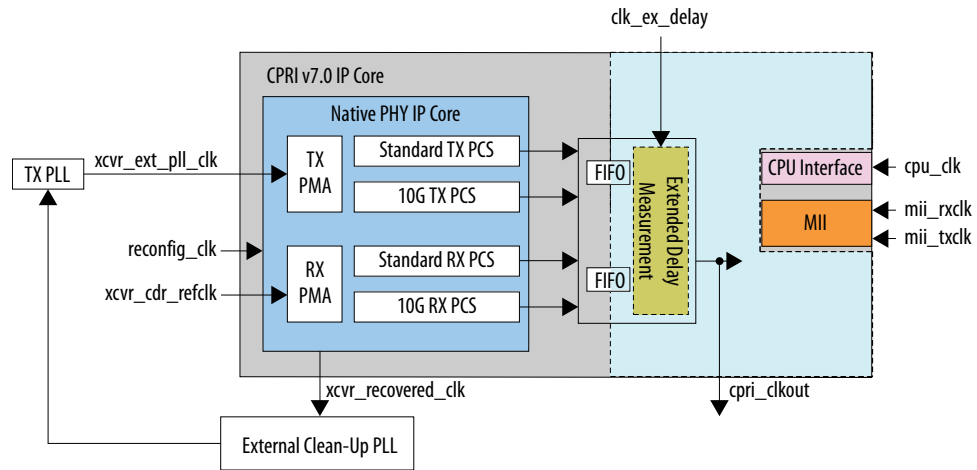 clk_ex_delay
CPRI v7.0 IP Core
Native PHY IP Core
xcvr_ext_pll_clk
TX PLL
TX
PMA
Standard TX PCS
10G TX PCS
FIFO
Extended Delay
Measurement
CPU Interface
cpu_clk
MII
mii_rxclk
mii_txclk
reconfig_clk
xcvr_cdr_refclk
RX
PMA
Standard RX PCS
10G RX PCS
FIFO
xcvr_recovered_clk
cpri_clkout
External Clean-Up PLL